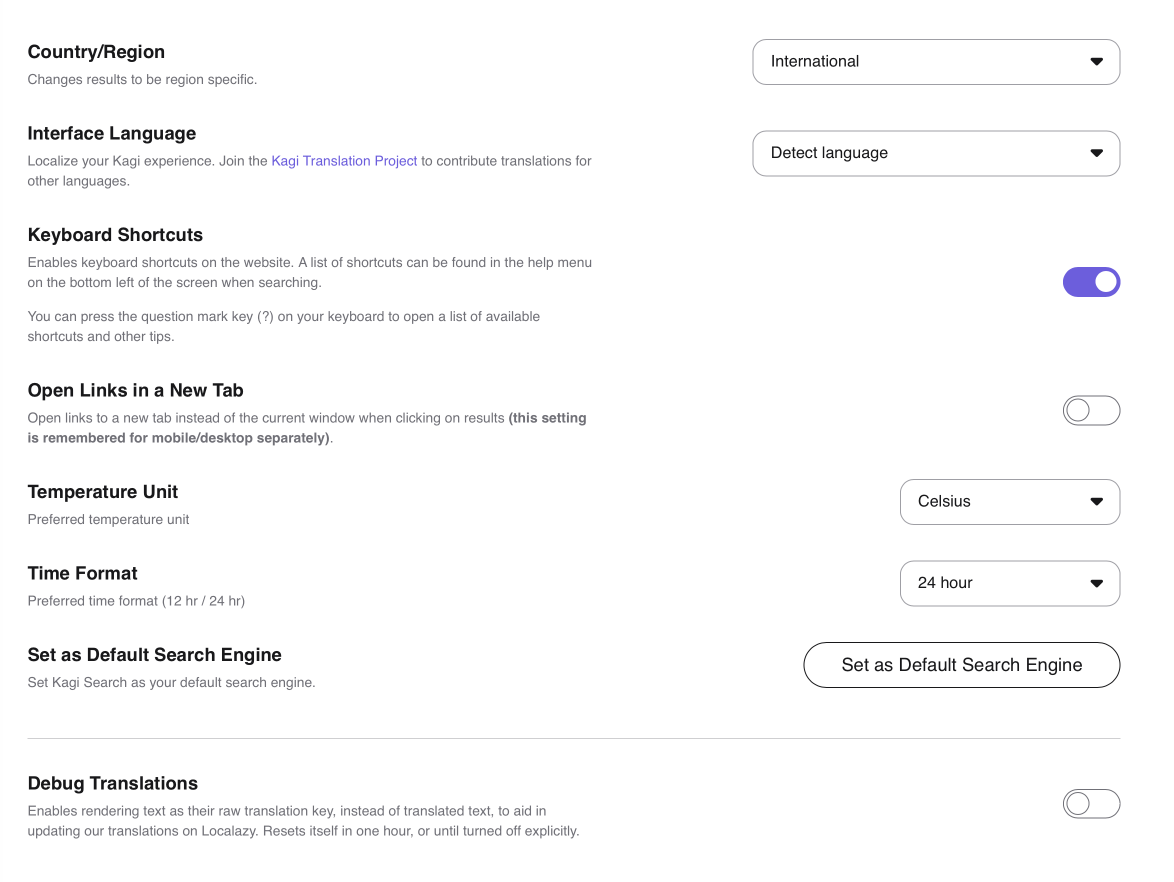 Country/Region
International
Changes results to be region specific.
Interface Language
Localize your Kagi experience. Join the Kagi Translation Project to contribute translations for
other languages.
Detect language
Keyboard Shortcuts
Enables keyboard shortcuts on the website. A list of shortcuts can be found in the help menu
on the bottom left of the screen when searching.
You can press the question mark key (?) on your keyboard to open a list of available
shortcuts and other tips.
Open Links in a New Tab
Open links to a new tab instead of the current window when clicking on results (this setting
is remembered for mobile/desktop separately).
Temperature Unit
Celsius
Preferred temperature unit
Time Format
24 hour
Preferred time format (12 hr / 24 hr)
Set as Default Search Engine
Set as Default Search Engine
Set Kagi Search as your default search engine.
Debug Translations
Enables rendering text as their raw translation key, instead of translated text, to aid in
updating our translations on Localazy. Resets itself in one hour, or until turned off explicitly.